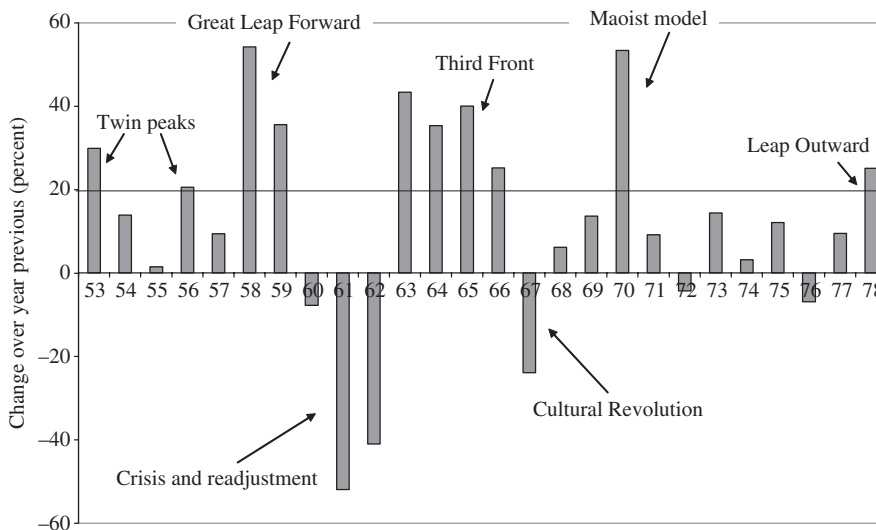 60
Great Leap Forward
Maoist model
Third Front
40
Twin peaks
Leap Outward
20
0
53 54 55 56 57 58 59 60 61 62 63 64 65 66 67 68 69 70 71 72 73 74 75 76 77 78
–20
Cultural Revolution
–40
Crisis and readjustment
–60
Change over year previous (percent)